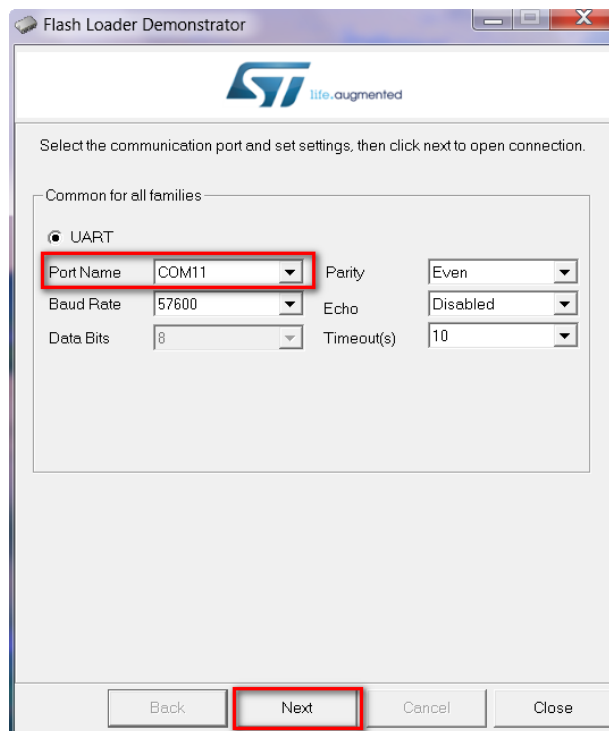 Flash Loader Demonstrator
ST life.augmented
Select the communication port and set settings, then click next to open connection.
Common for all families
UART
Port Name COM11 Parity Even
Baud Rate 57600 Echo Disabled
Data Bits 8 Timeout(s) 10
Back Next Cancel Close